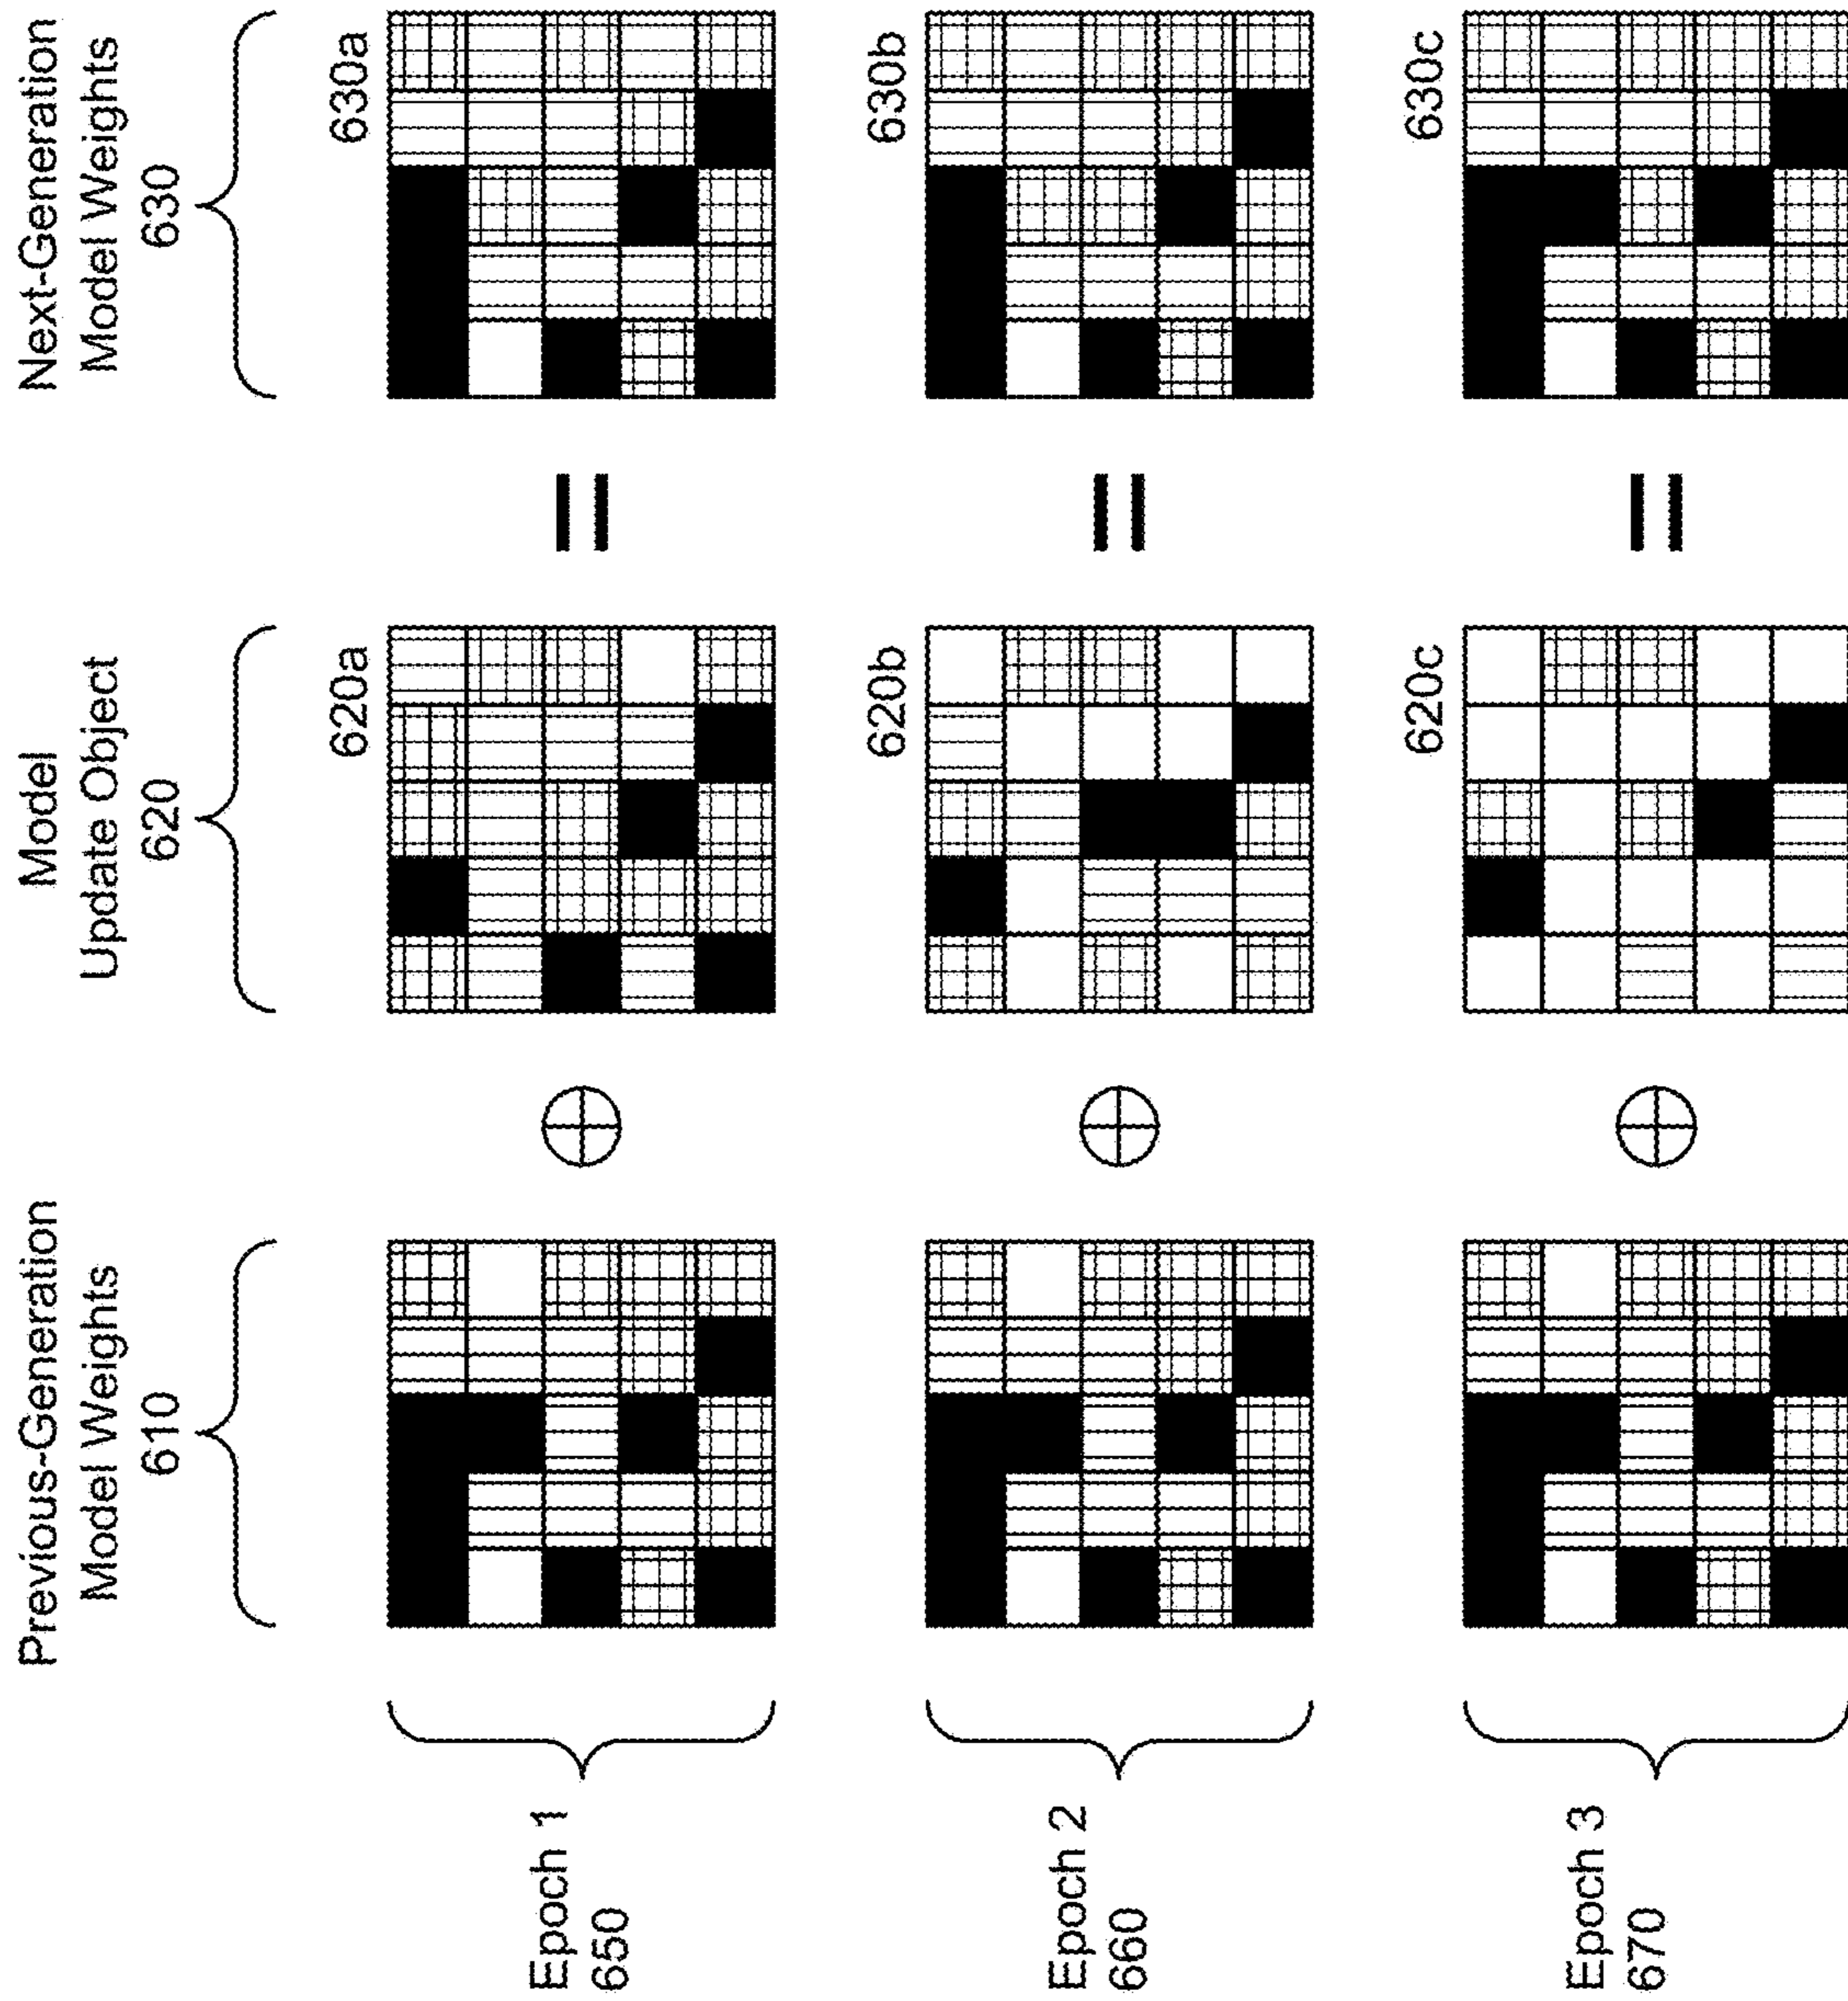 Previous-Generation
Model Weights
610
Model
Update Object
620
Next-Generation
Model Weights
630
Epoch 1
650
620a
630a
Epoch 2
660
620b
630b
Epoch 3
670
620c
630c